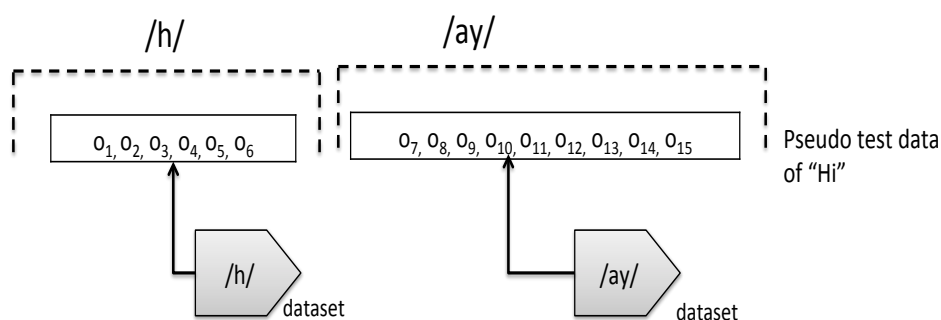 /h/ /ay/
o₁, o₂, o₃, o₄, o₅, o₆ o₇, o₈, o₉, o₁₀, o₁₁, o₁₂, o₁₃, o₁₄, o₁₅
Pseudo test data
of “Hi”
/h/ /ay/
dataset dataset